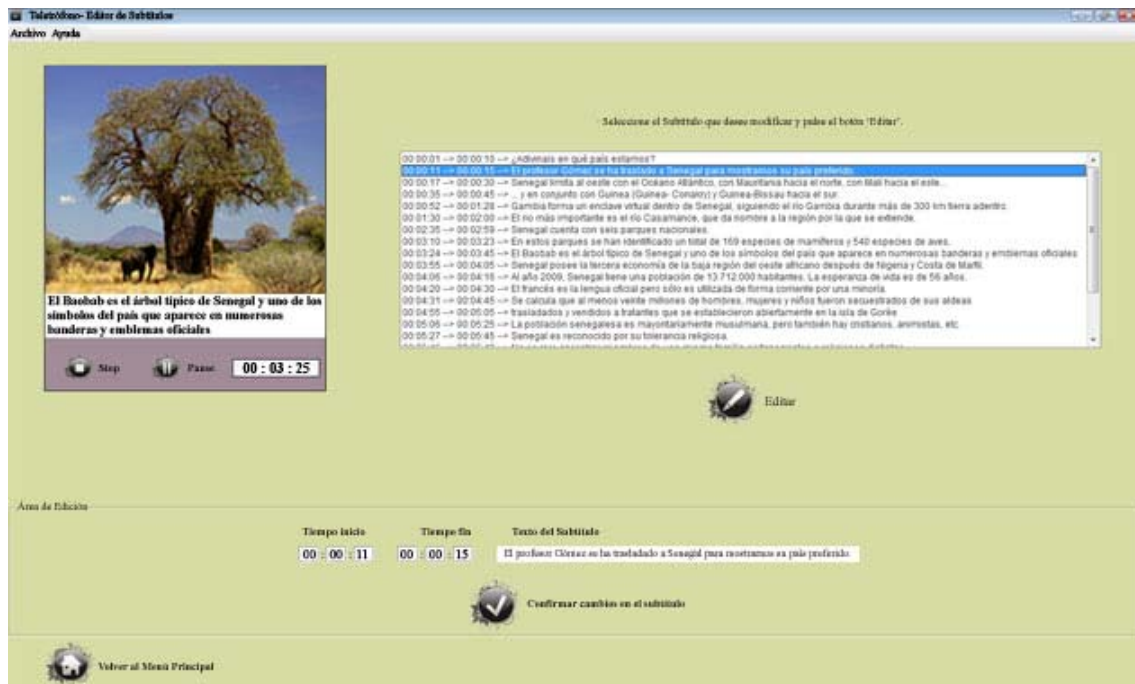 Teletrófono- Editor de Subtítulos
Archivo Ayuda
Seleccione el Subtítulo que desee modificar y pulse el botón "Editar".
00:00:01 --> 00:00:10 --> ¿Adivinais en qué país estamos?
00:00:11 --> 00:00:15 --> El profesor Gómez se ha traslado a Senegal para mostrarnos su país preferido.
00:00:17 --> 00:00:30 --> Senegal limita al oeste con el Océano Atlántico, con Mauritania hacia el norte, con Mali hacia el este...
00:00:35 --> 00:00:45 --> ... y en conjunto con Guinea (Guinea- Conakry) y Guinea-Bissau hacia el sur.
00:00:52 --> 00:01:28 --> Gambia forma un enclave virtual dentro de Senegal, siguiendo el río Gambia durante más de 300 km tierra adentro.
00:01:30 --> 00:02:00 --> El río más importante es el río Casamance, que da nombre a la región por la que se extiende.
00:02:35 --> 00:02:59 --> Senegal cuenta con seis parques nacionales.
00:03:10 --> 00:03:23 --> En estos parques se han identificado un total de 169 especies de mamíferos y 540 especies de aves.
00:03:24 --> 00:03:45 --> El Baobab es el árbol típico de Senegal y uno de los símbolos del país que aparece en numerosas banderas y emblemas oficiales
00:03:55 --> 00:04:05 --> Senegal posee la tercera economía de la baja región del oeste africano después de Nigeria y Costa de Marfil.
00:04:06 --> 00:04:15 --> Al año 2009, Senegal tiene una población de 13.712.000 habitantes. La esperanza de vida es de 56 años.
00:04:20 --> 00:04:30 --> El francés es la lengua oficial pero sólo es utilizada de forma corriente por una minoría.
00:04:31 --> 00:04:45 --> Se calcula que al menos veinte millones de hombres, mujeres y niños fueron secuestrados de sus aldeas
00:04:55 --> 00:05:05 --> trasladados y vendidos a tratantes que se establecieron abiertamente en la isla de Gorée
00:05:06 --> 00:05:25 --> La población senegalesa es mayoritariamente musulmana, pero también hay cristianos, animistas, etc.
00:05:27 --> 00:05:45 --> Senegal es reconocido por su tolerancia religiosa.
El Baobab es el árbol típico de Senegal y uno de los
símbolos del país que aparece en numerosas
banderas y emblemas oficiales
Stop Pause 00 : 03 : 25
Editar
Área de Edición
Tiempo inicio Tiempo fin Texto del Subtítulo
00 : 00 : 11 00 : 00 : 15 El profesor Gómez se ha trasladado a Senegal para mostrarnos su país preferido.
Confirmar cambios en el subtítulo
Volver al Menú Principal